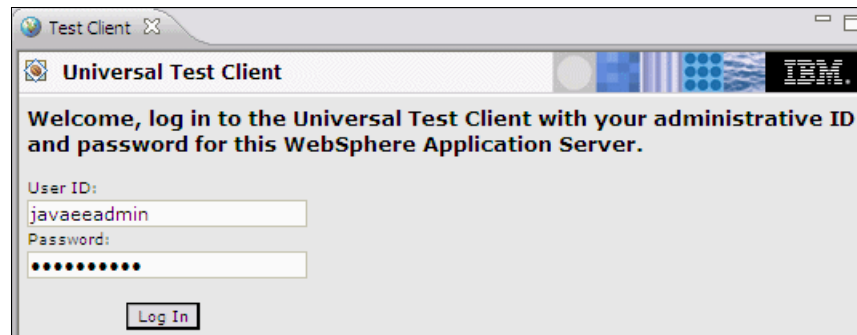 Test Client
Universal Test Client
IBM.
Welcome, log in to the Universal Test Client with your administrative ID
and password for this WebSphere Application Server.
User ID:
javaeeadmin
Password:
••••••••••
Log In